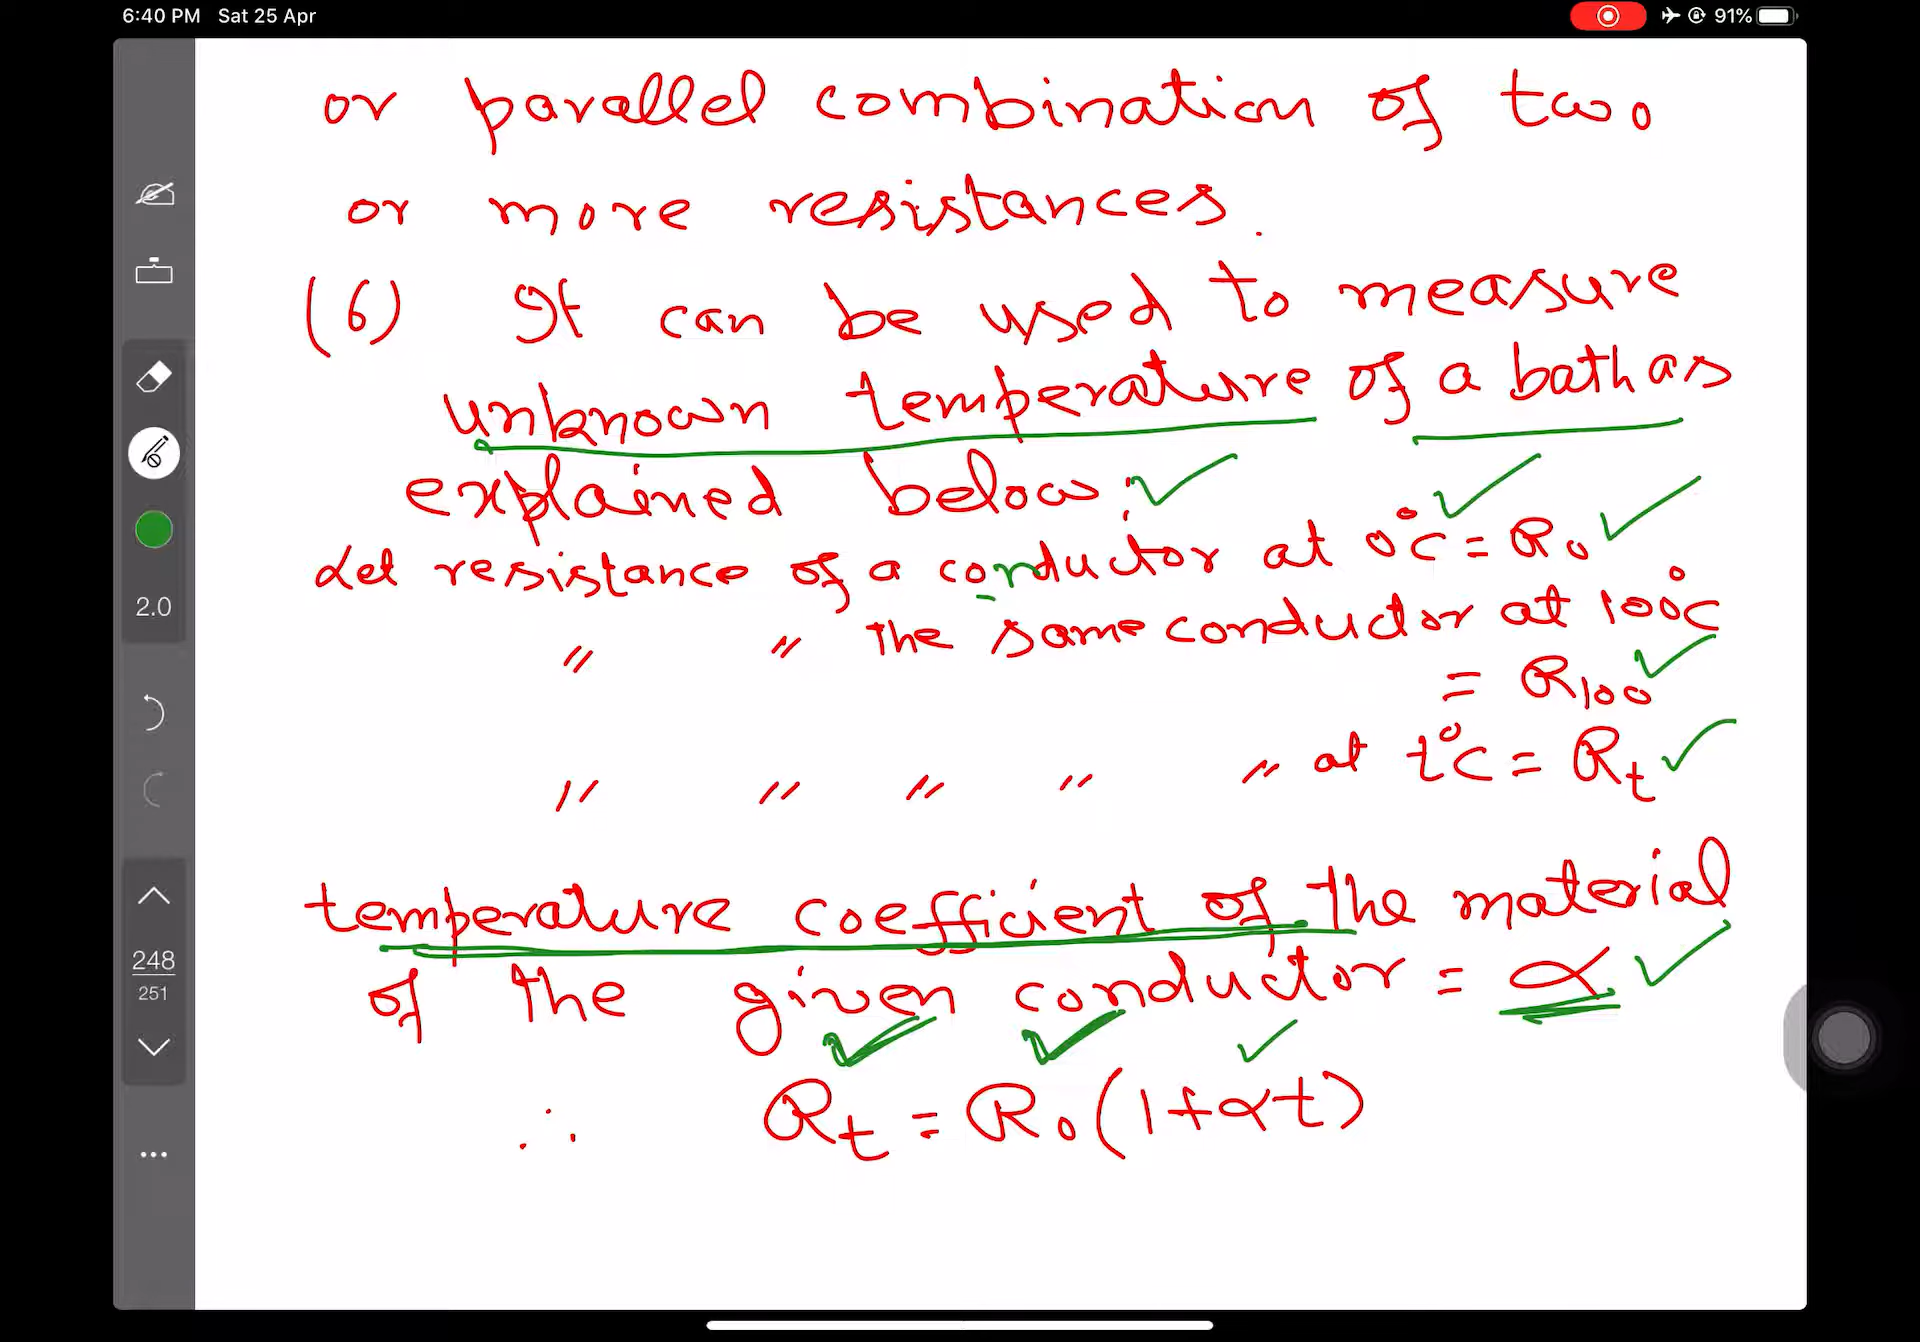 6:40 PM Sat 25 Apr
91%
or parallel combination of two
or more resistances.
(6) It can be used to measure
unknown temperature of a bath as
explained below:
Let resistance of a conductor at 0°C = R₀
" " the same conductor at 100°C
= R₁₀₀
" " " " " at t°C = Rt
temperature coefficient of the material
of the given conductor = α
∴ Rt = R₀(1+αt)
2.0
248
251